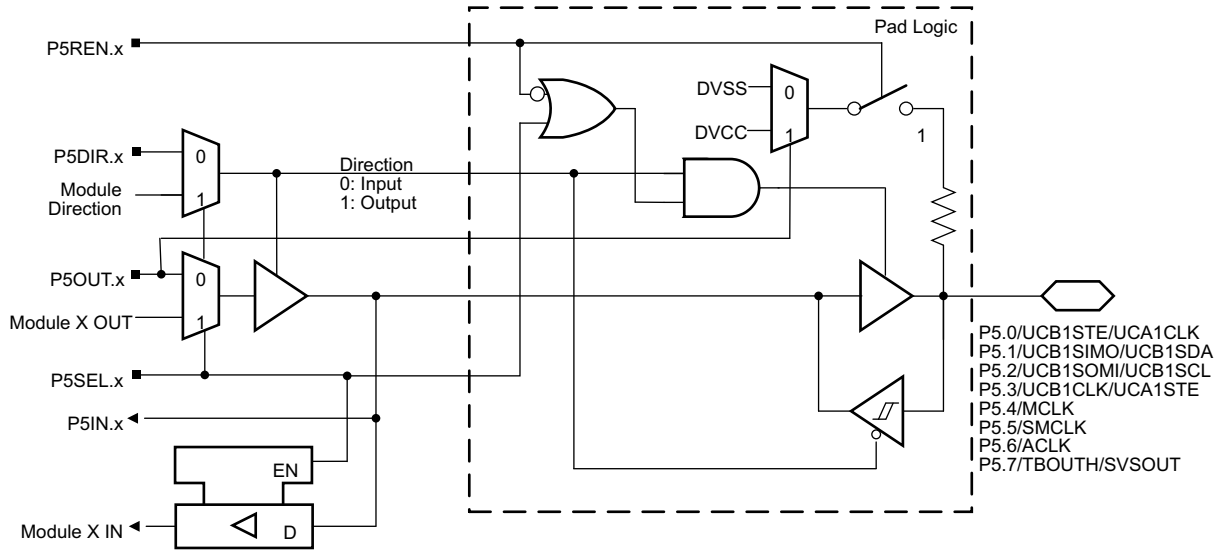 Pad Logic
P5REN.x
DVSS
0
DVCC
1
1
P5DIR.x
0
Module
Direction
1
Direction
0: Input
1: Output
P5OUT.x
0
Module X OUT
1
P5SEL.x
P5IN.x
EN
Module X IN
D
P5.0/UCB1STE/UCA1CLK
P5.1/UCB1SIMO/UCB1SDA
P5.2/UCB1SOMI/UCB1SCL
P5.3/UCB1CLK/UCA1STE
P5.4/MCLK
P5.5/SMCLK
P5.6/ACLK
P5.7/TBOUTH/SVSOUT